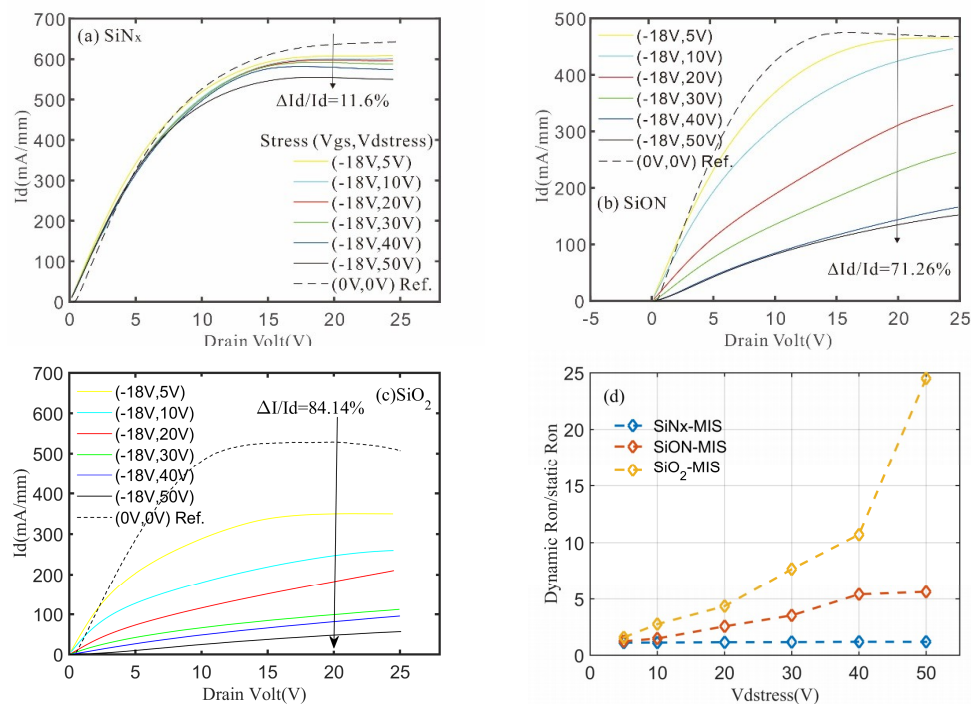 (a) SiNx
ΔId/Id=11.6%
Stress (Vgs,Vdstress)
(-18V,5V)
(-18V,10V)
(-18V,20V)
(-18V,30V)
(-18V,40V)
(-18V,50V)
(0V,0V) Ref.
700
600
500
400
300
200
100
0
Id(mA/mm)
0 5 10 15 20 25
Drain Volt(V)
(-18V,5V)
(-18V,10V)
(-18V,20V)
(-18V,30V)
(-18V,40V)
(-18V,50V)
(0V,0V) Ref.
(b) SiON
ΔId/Id=71.26%
500
400
300
200
100
0
Id(mA/mm)
-5 0 5 10 15 20 25
Drain Volt(V)
(c)SiO2
ΔI/Id=84.14%
(-18V,5V)
(-18V,10V)
(-18V,20V)
(-18V,30V)
(-18V,40V)
(-18V,50V)
(0V,0V) Ref.
700
600
500
400
300
200
100
0
Id(mA/mm)
0 5 10 15 20 25
Drain Volt(V)
(d)
SiNx-MIS
SiON-MIS
SiO2-MIS
25
20
15
10
5
0
Dynamic Ron/static Ron
0 10 20 30 40 50
Vdstress(V)